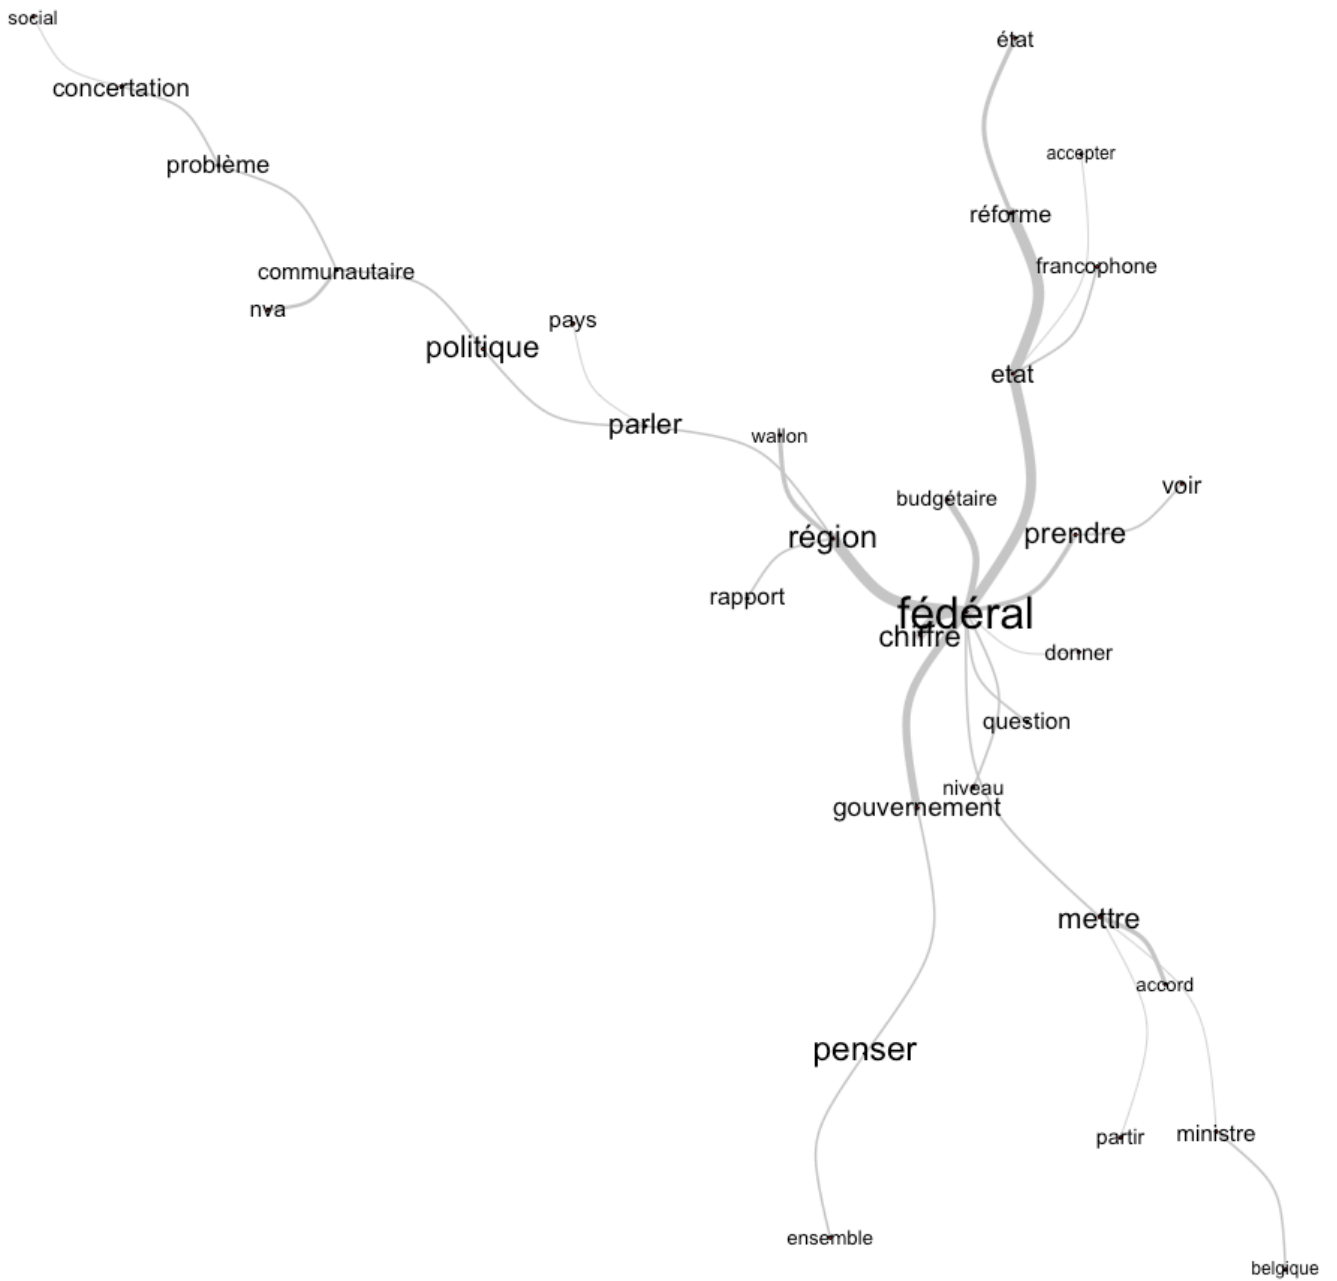 social
état
concertation
accepter
problème
réforme
francophone
communautaire
nva
pays
politique
etat
parler
wallon
voir
budgétaire
prendre
région
rapport
fédéral
chiffre
donner
question
niveau
gouvernement
mettre
accord
penser
partir
ministre
ensemble
belgique